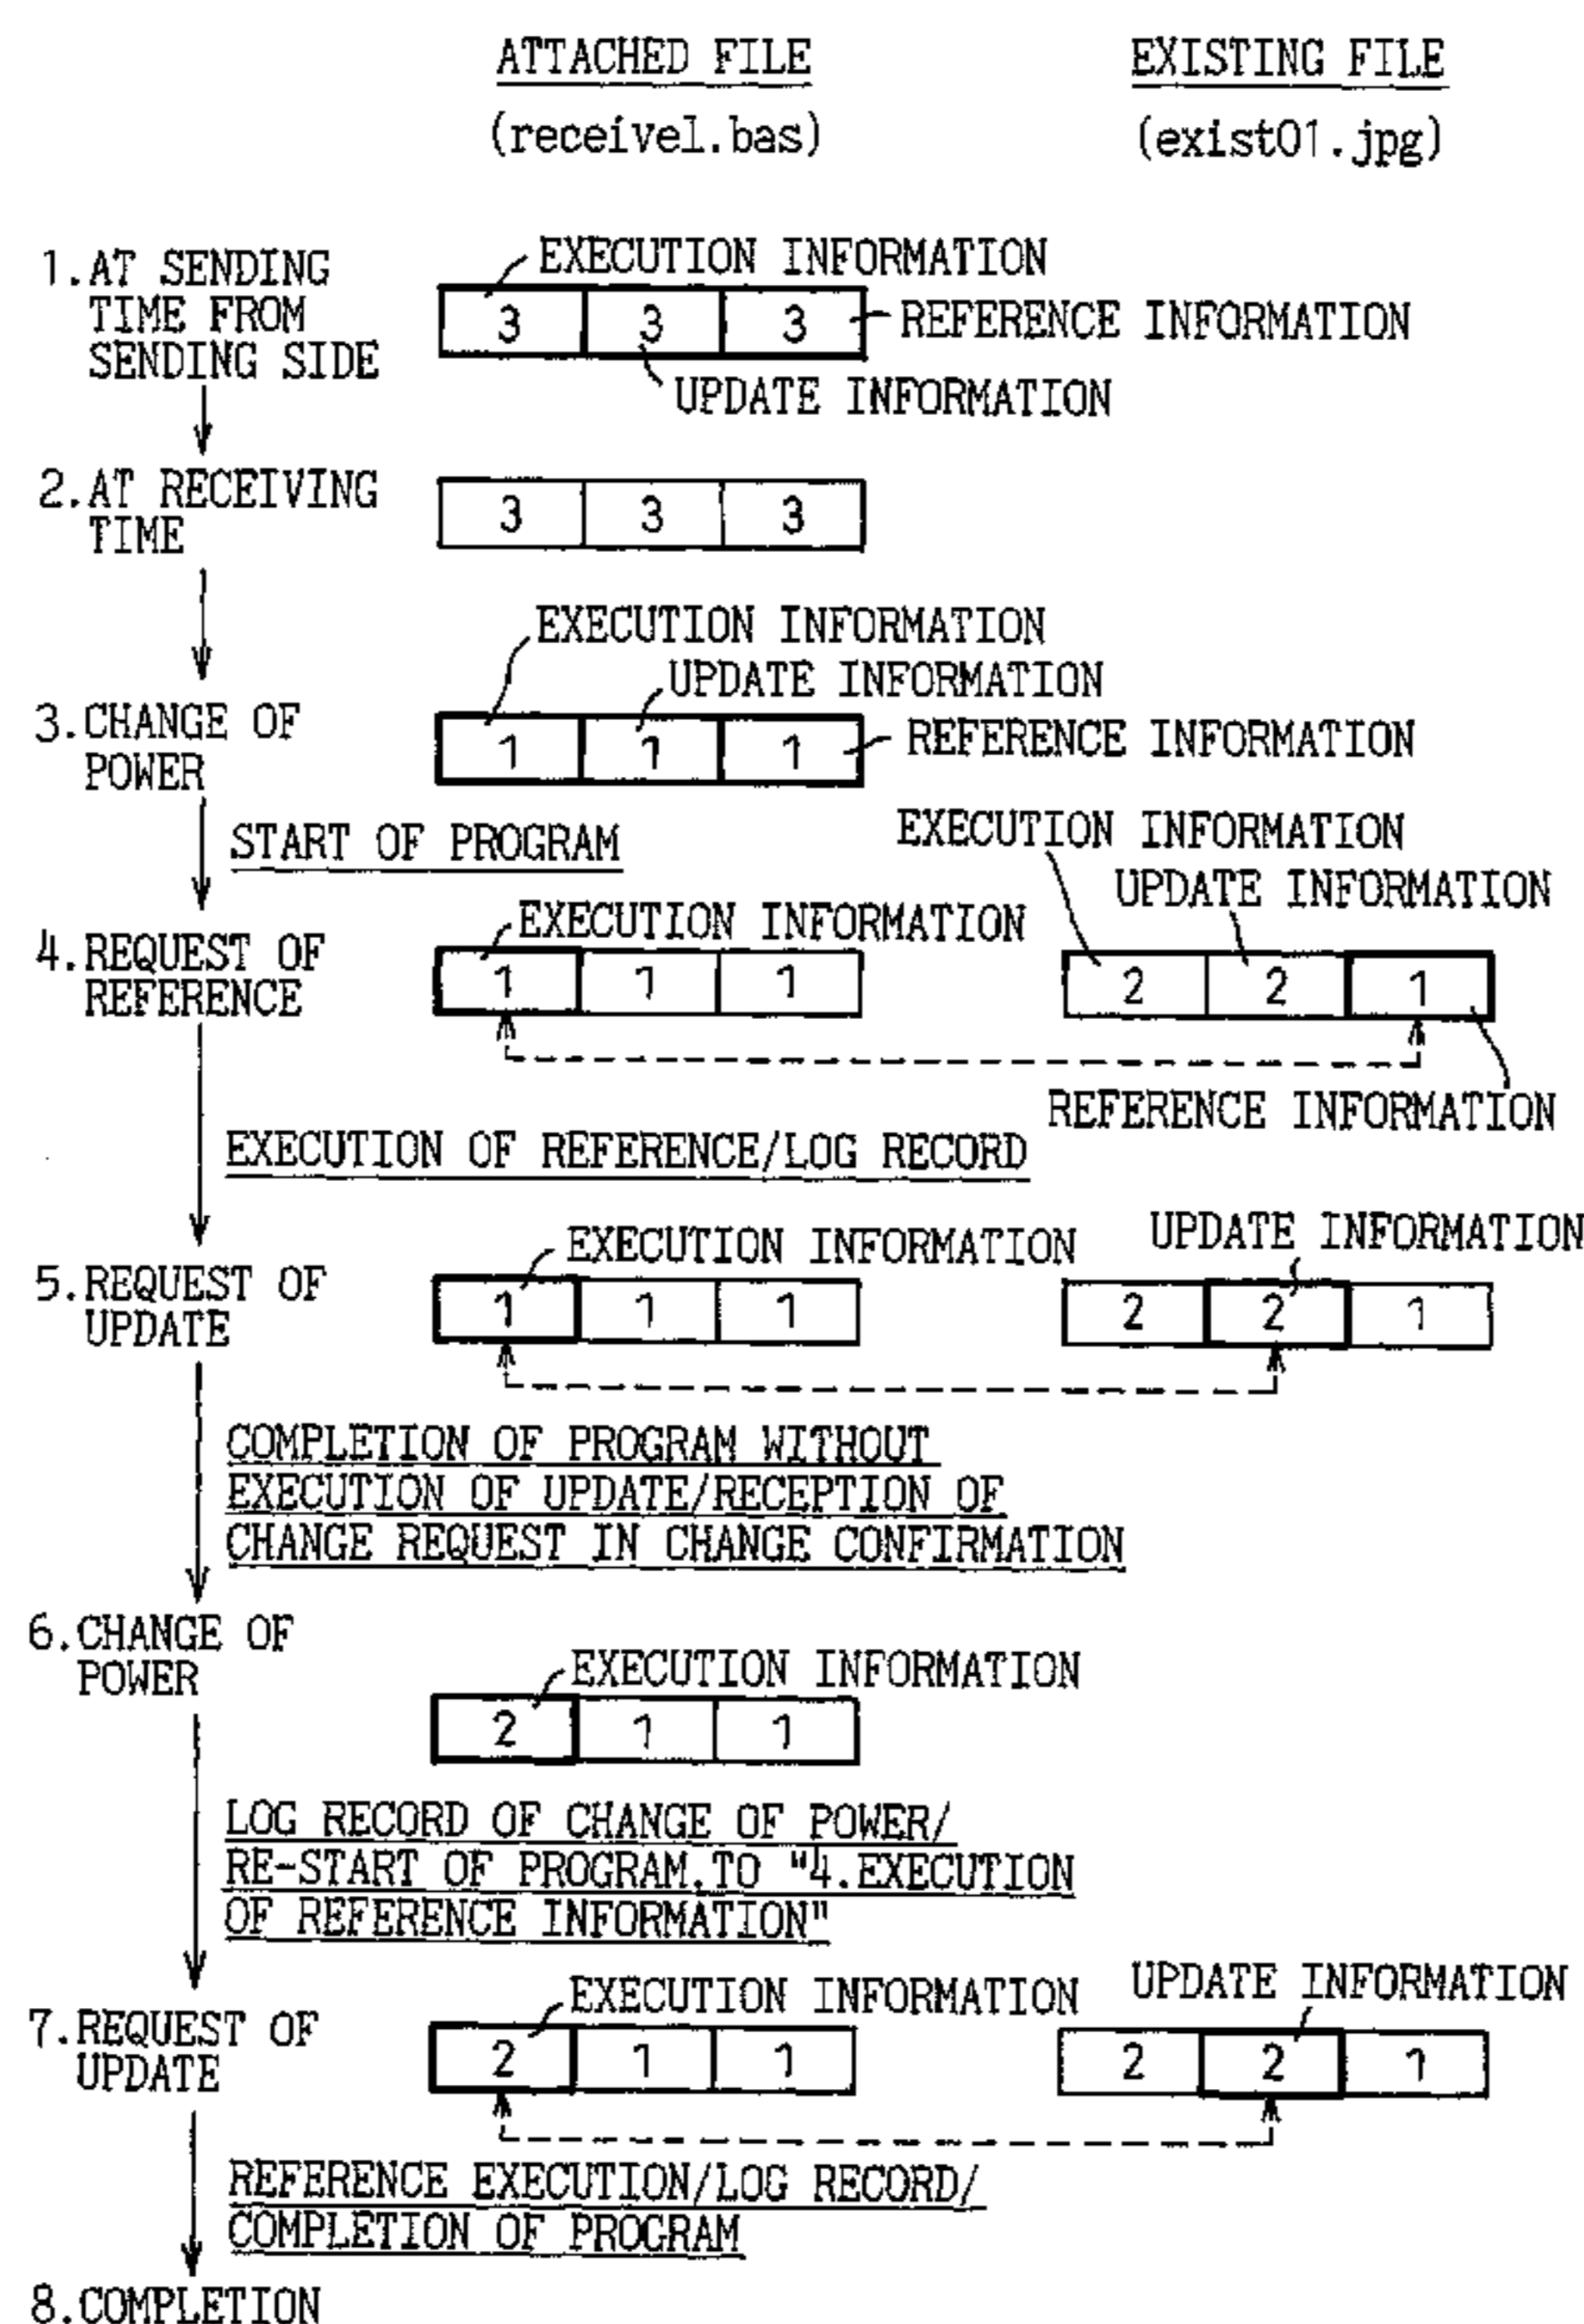 ATTACHED FILE EXISTING FILE
(receive1.bas) (exist01.jpg)
EXECUTION INFORMATION
1.AT SENDING
TIME FROM
SENDING SIDE
3 3 3 REFERENCE INFORMATION
UPDATE INFORMATION
2.AT RECEIVING
TIME
3 3 3
EXECUTION INFORMATION
UPDATE INFORMATION
3.CHANGE OF
POWER
1 1 1 REFERENCE INFORMATION
START OF PROGRAM
EXECUTION INFORMATION
UPDATE INFORMATION
EXECUTION INFORMATION
4.REQUEST OF
REFERENCE
1 1 1 2 2 1
REFERENCE INFORMATION
EXECUTION OF REFERENCE/LOG RECORD
EXECUTION INFORMATION UPDATE INFORMATION
5.REQUEST OF
UPDATE
1 1 1 2 2 1
COMPLETION OF PROGRAM WITHOUT
EXECUTION OF UPDATE/RECEPTION OF
CHANGE REQUEST IN CHANGE CONFIRMATION
6.CHANGE OF
POWER
EXECUTION INFORMATION
2 1 1
LOG RECORD OF CHANGE OF POWER/
RE-START OF PROGRAM.TO "4.EXECUTION
OF REFERENCE INFORMATION"
EXECUTION INFORMATION UPDATE INFORMATION
7.REQUEST OF
UPDATE
2 1 1 2 2 1
REFERENCE EXECUTION/LOG RECORD/
COMPLETION OF PROGRAM
8.COMPLETION